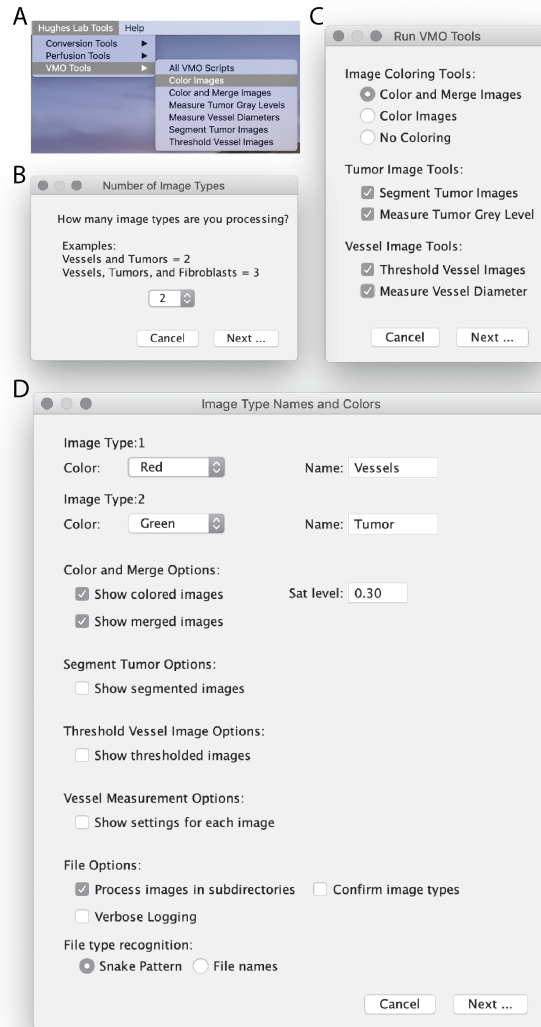 A
Hughes Lab Tools Help
Conversion Tools
Perfusion Tools
VMO Tools
All VMO Scripts
Color Images
Color and Merge Images
Measure Tumor Gray Levels
Measure Vessel Diameters
Segment Tumor Images
Threshold Vessel Images
B
Number of Image Types
How many image types are you processing?
Examples:
Vessels and Tumors = 2
Vessels, Tumors, and Fibroblasts = 3
2
Cancel Next ...
C
Run VMO Tools
Image Coloring Tools:
Color and Merge Images
Color Images
No Coloring
Tumor Image Tools:
Segment Tumor Images
Measure Tumor Grey Level
Vessel Image Tools:
Threshold Vessel Images
Measure Vessel Diameter
Cancel Next ...
D
Image Type Names and Colors
Image Type:1
Color: Red Name: Vessels
Image Type:2
Color: Green Name: Tumor
Color and Merge Options:
Show colored images Sat level: 0.30
Show merged images
Segment Tumor Options:
Show segmented images
Threshold Vessel Image Options:
Show thresholded images
Vessel Measurement Options:
Show settings for each image
File Options:
Process images in subdirectories Confirm image types
Verbose Logging
File type recognition:
Snake Pattern File names
Cancel Next ...